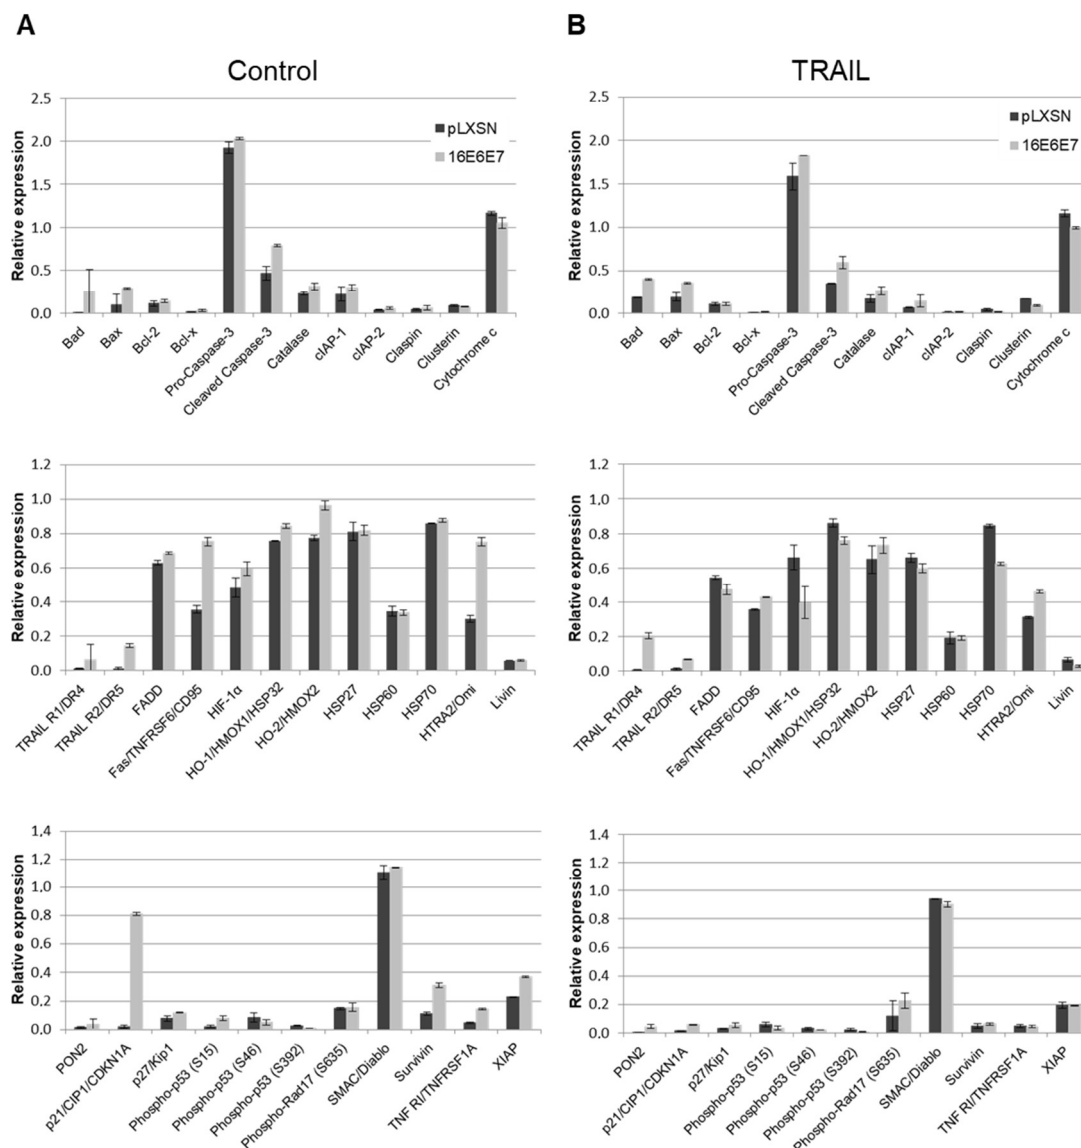 A
B
Control
TRAIL
Relative expression
2.5
2.0
1.5
1.0
0.5
0.0
pLXSN
16E6E7
Bad
Bax
Bcl-2
Bcl-x
Pro-Caspase-3
Cleaved Caspase-3
Catalase
cIAP-1
cIAP-2
Claspin
Clusterin
Cytochrome c
Relative expression
2.5
2.0
1.5
1.0
0.5
0.0
pLXSN
16E6E7
Bad
Bax
Bcl-2
Bcl-x
Pro-Caspase-3
Cleaved Caspase-3
Catalase
cIAP-1
cIAP-2
Claspin
Clusterin
Cytochrome c
Relative expression
1.2
1.0
0.8
0.6
0.4
0.2
0.0
TRAIL R1/DR4
TRAIL R2/DR5
FADD
Fas/TNFRSF6/CD95
HIF-1α
HO-1/HMOX1/HSP32
HO-2/HMOX2
HSP27
HSP60
HSP70
HTRA2/Omi
Livin
Relative expression
1.2
1.0
0.8
0.6
0.4
0.2
0.0
TRAIL R1/DR4
TRAIL R2/DR5
FADD
Fas/TNFRSF6/CD95
HIF-1α
HO-1/HMOX1/HSP32
HO-2/HMOX2
HSP27
HSP60
HSP70
HTRA2/Omi
Livin
Relative expression
1.4
1.2
1.0
0.8
0.6
0.4
0.2
0.0
PON2
p21/CIP1/CDKN1A
p27/Kip1
Phospho-p53 (S15)
Phospho-p53 (S46)
Phospho-p53 (S392)
Phospho-Rad17 (S635)
SMAC/Diablo
Survivin
TNF RI/TNFRSF1A
XIAP
Relative expression
1.4
1.2
1.0
0.8
0.6
0.4
0.2
0.0
PON2
p21/CIP1/CDKN1A
p27/Kip1
Phospho-p53 (S15)
Phospho-p53 (S46)
Phospho-p53 (S392)
Phospho-Rad17 (S635)
SMAC/Diablo
Survivin
TNF RI/TNFRSF1A
XIAP